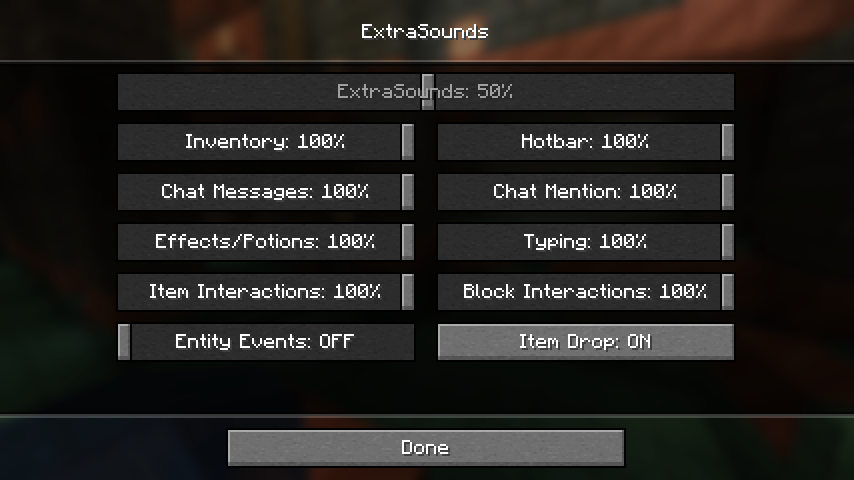 ExtraSounds
ExtraSounds: 50%
Inventory: 100%
Hotbar: 100%
Chat Messages: 100%
Chat Mention: 100%
Effects/Potions: 100%
Typing: 100%
Item Interactions: 100%
Block Interactions: 100%
Entity Events: OFF
Item Drop: ON
Done